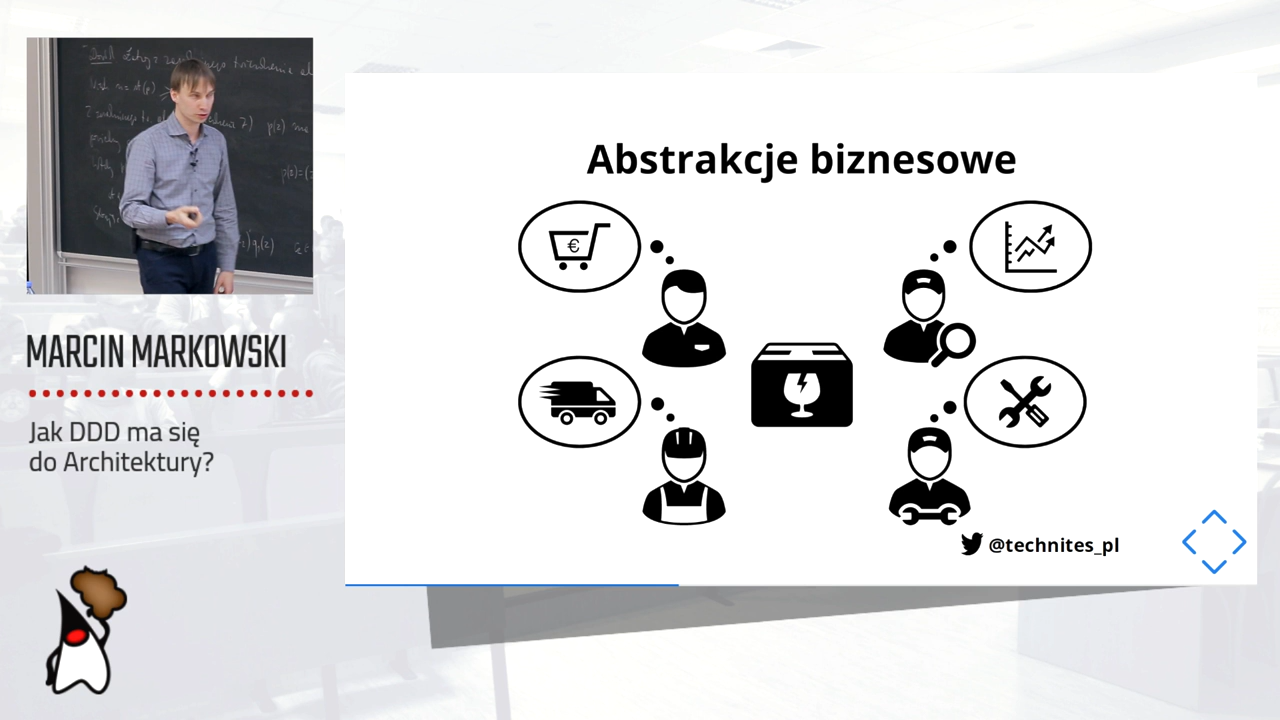 MARCIN MARKOWSKI
Jak DDD ma się
do Architektury?
Abstrakcje biznesowe
€
@technites_pl